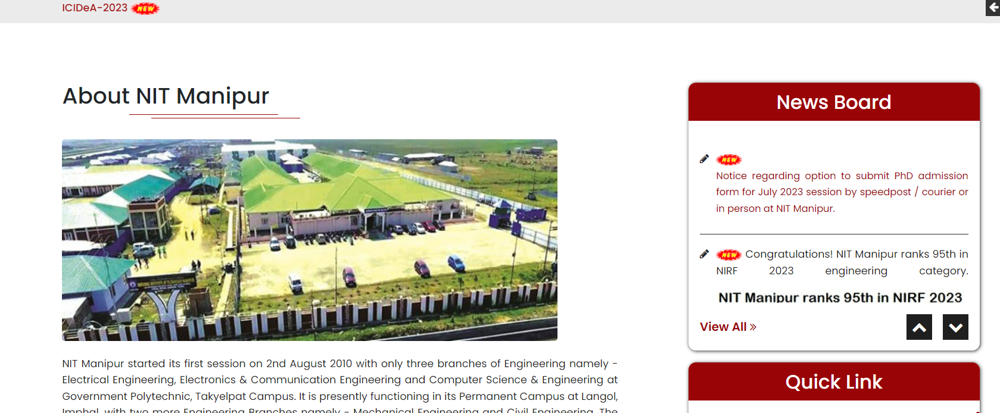 ICIDeA-2023 NEW
About NIT Manipur
NIT Manipur started its first session on 2nd August 2010 with only three branches of Engineering namely -
Electrical Engineering, Electronics & Communication Engineering and Computer Science & Engineering at
Government Polytechnic, Takyelpat Campus. It is presently functioning in its Permanent Campus at Langol,
Imphal, with two more Engineering Branches namely - Mechanical Engineering and Civil Engineering. The
News Board
NEW
Notice regarding option to submit PhD admission
form for July 2023 session by speedpost / courier or
in person at NIT Manipur.
NEW Congratulations! NIT Manipur ranks 95th in
NIRF 2023 engineering category.
NIT Manipur ranks 95th in NIRF 2023
View All »
Quick Link